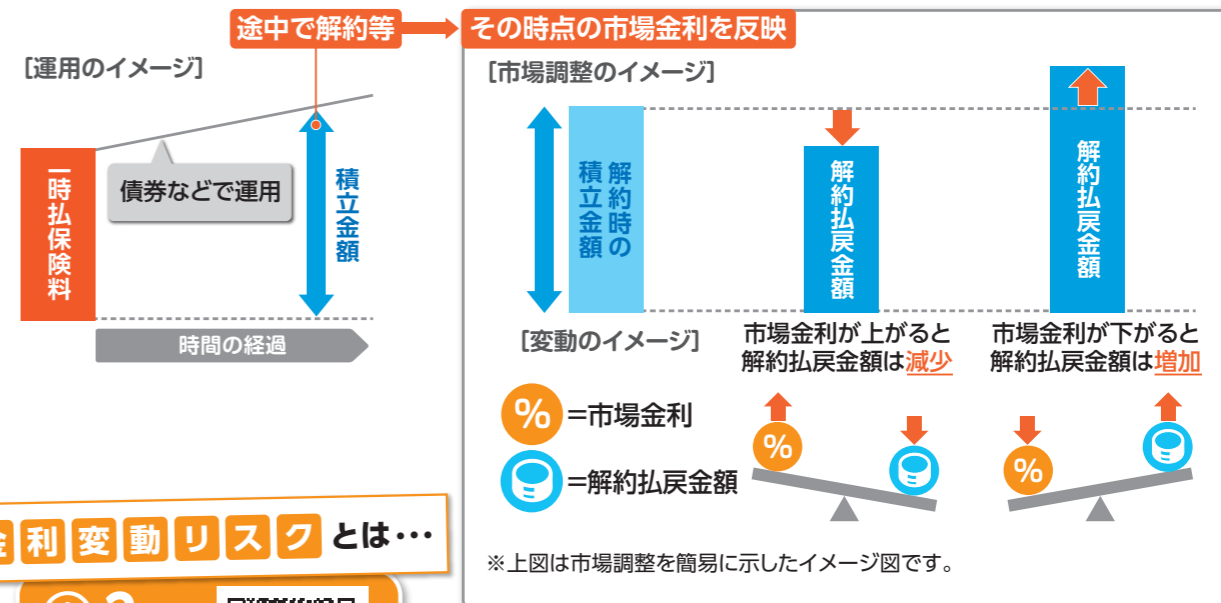 途中で解約等
その時点の市場金利を反映
[運用のイメージ]
一時払保険料
債券などで運用
積立金額
時間の経過
[市場調整のイメージ]
解約時の
積立金額
解約払戻金額
解約払戻金額
[変動のイメージ]
市場金利が上がると
解約払戻金額は減少
市場金利が下がると
解約払戻金額は増加
%=市場金利
=解約払戻金額
%
%
※上図は市場調整を簡易に示したイメージ図です。
金利変動リスクとは…